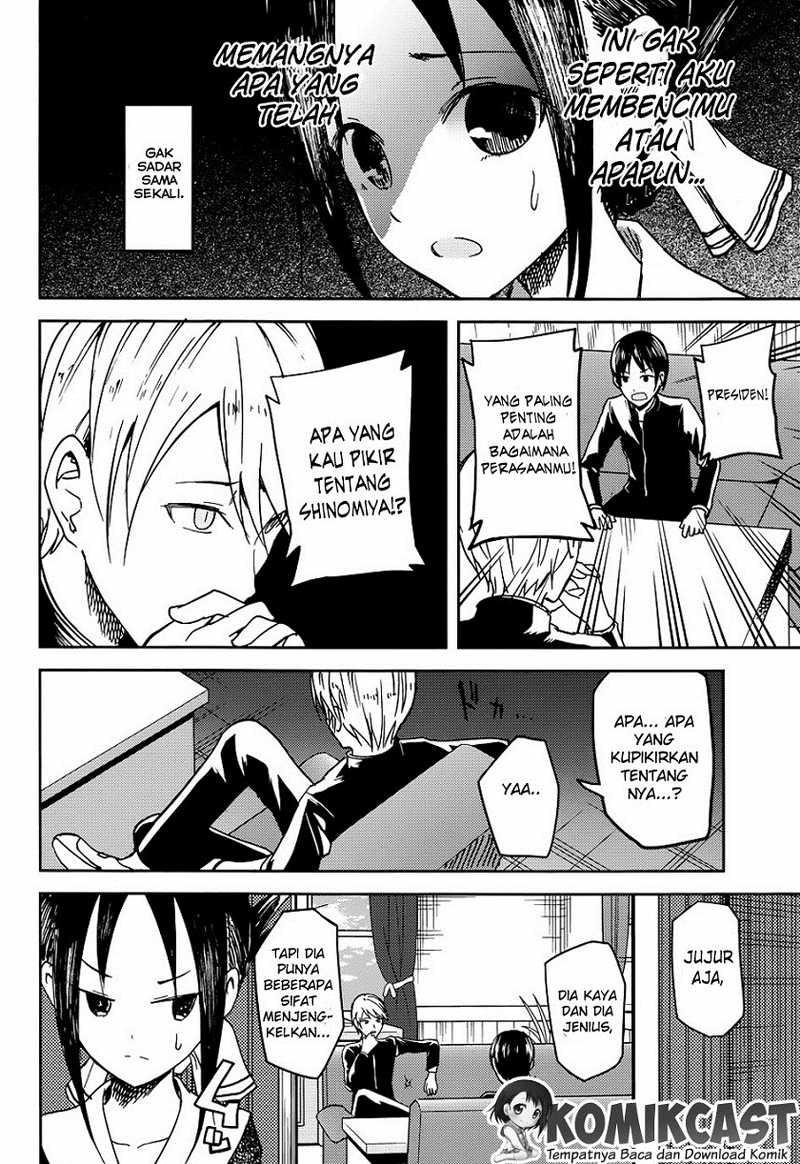 INI GAK
SEPERTI AKU
MEMBENCIMU
ATAU
APAPUN...
MEMANGNYA
APA YANG
TELAH
GAK
SADAR
SAMA
SEKALI.
PRESIDEN!
YANG PALING
PENTING
ADALAH
BAGAIMANA
PERASAANMU!
APA YANG
KAU PIKIR
TENTANG
SHINOMIYA!?
APA... APA
YANG
KUPIKIRKAN
TENTANG
NYA...?
YAA..
JUJUR
AJA,
DIA KAYA
DAN DIA
JENIUS,
TAPI DIA
PUNYA
BEBERAPA
SIFAT
MENJENG-
KELKAN...
KOMIKCAST
Tempatnya Baca dan Download Komik